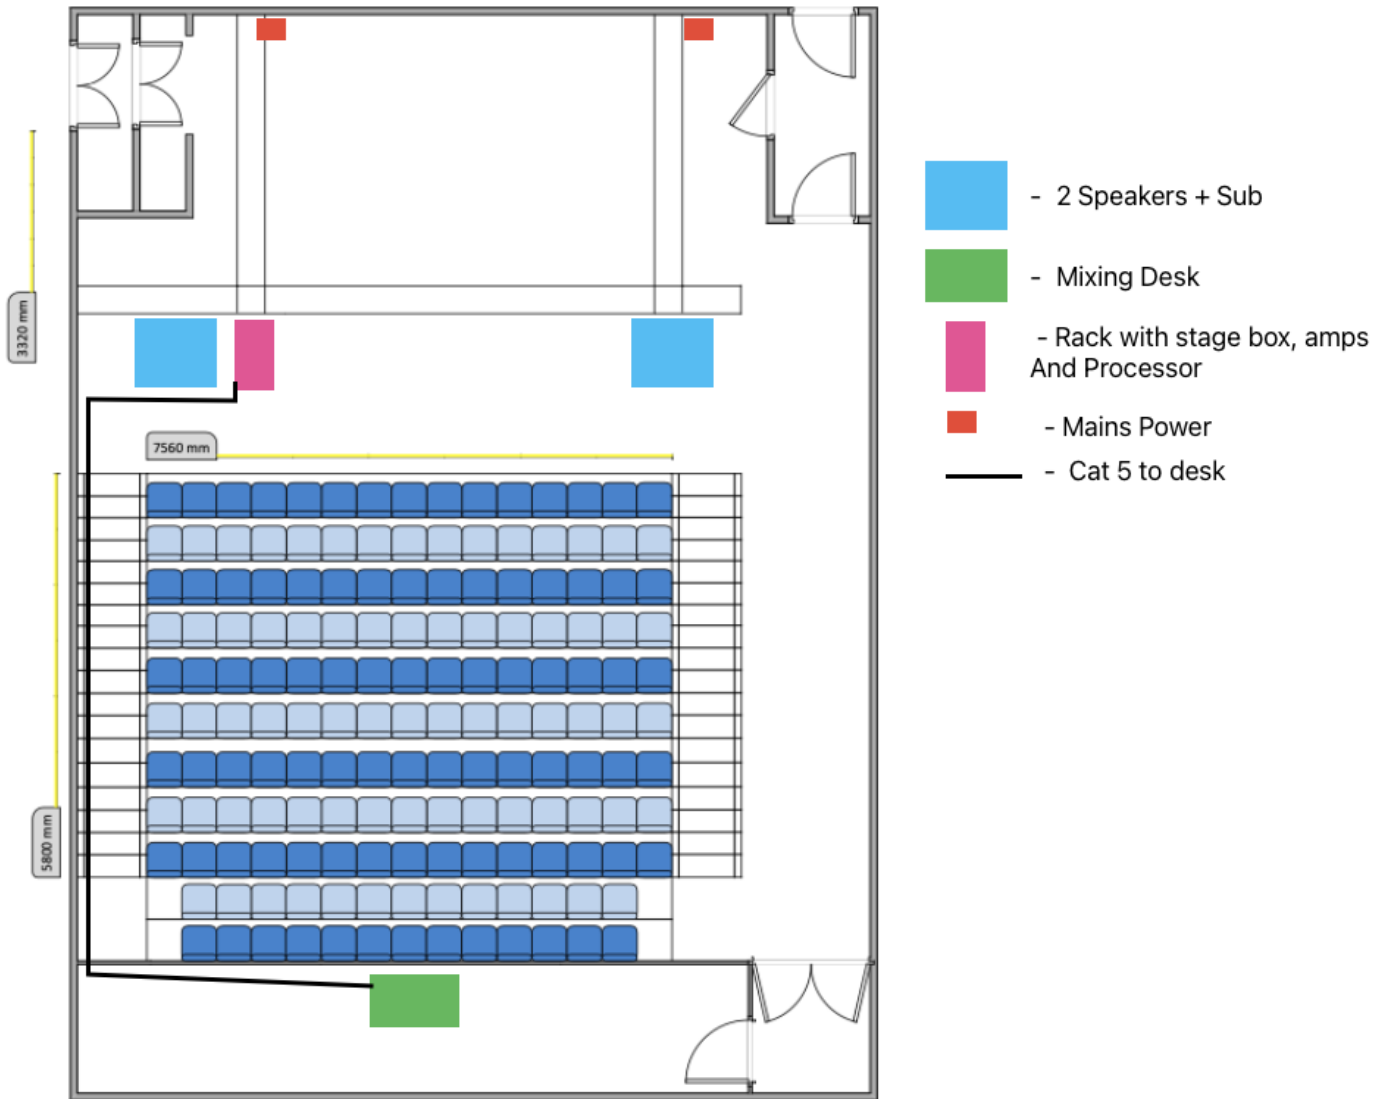 3320 mm
7560 mm
5800 mm
- 2 Speakers + Sub
- Mixing Desk
- Rack with stage box, amps
And Processor
- Mains Power
- Cat 5 to desk